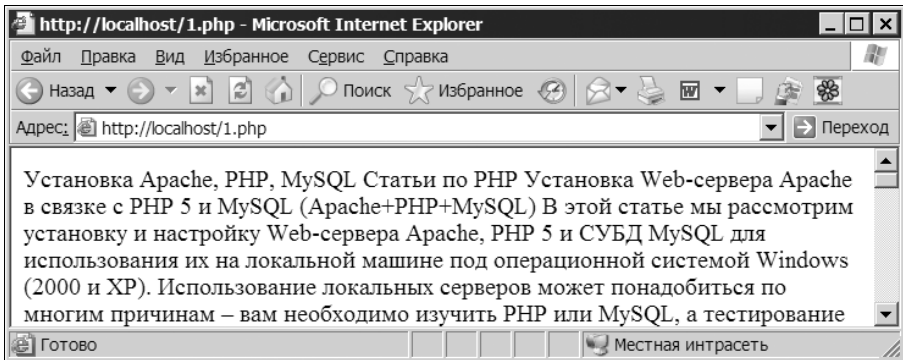 http://localhost/1.php - Microsoft Internet Explorer
Файл Правка Вид Избранное Сервис Справка
Назад Поиск Избранное
Адрес: http://localhost/1.php Переход
Установка Apache, PHP, MySQL Статьи по PHP Установка Web-сервера Apache
в связке с PHP 5 и MySQL (Apache+PHP+MySQL) В этой статье мы рассмотрим
установку и настройку Web-сервера Apache, PHP 5 и СУБД MySQL для
использования их на локальной машине под операционной системой Windows
(2000 и XP). Использование локальных серверов может понадобиться по
многим причинам – вам необходимо изучить PHP или MySQL, а тестирование
Готово Местная интрасеть